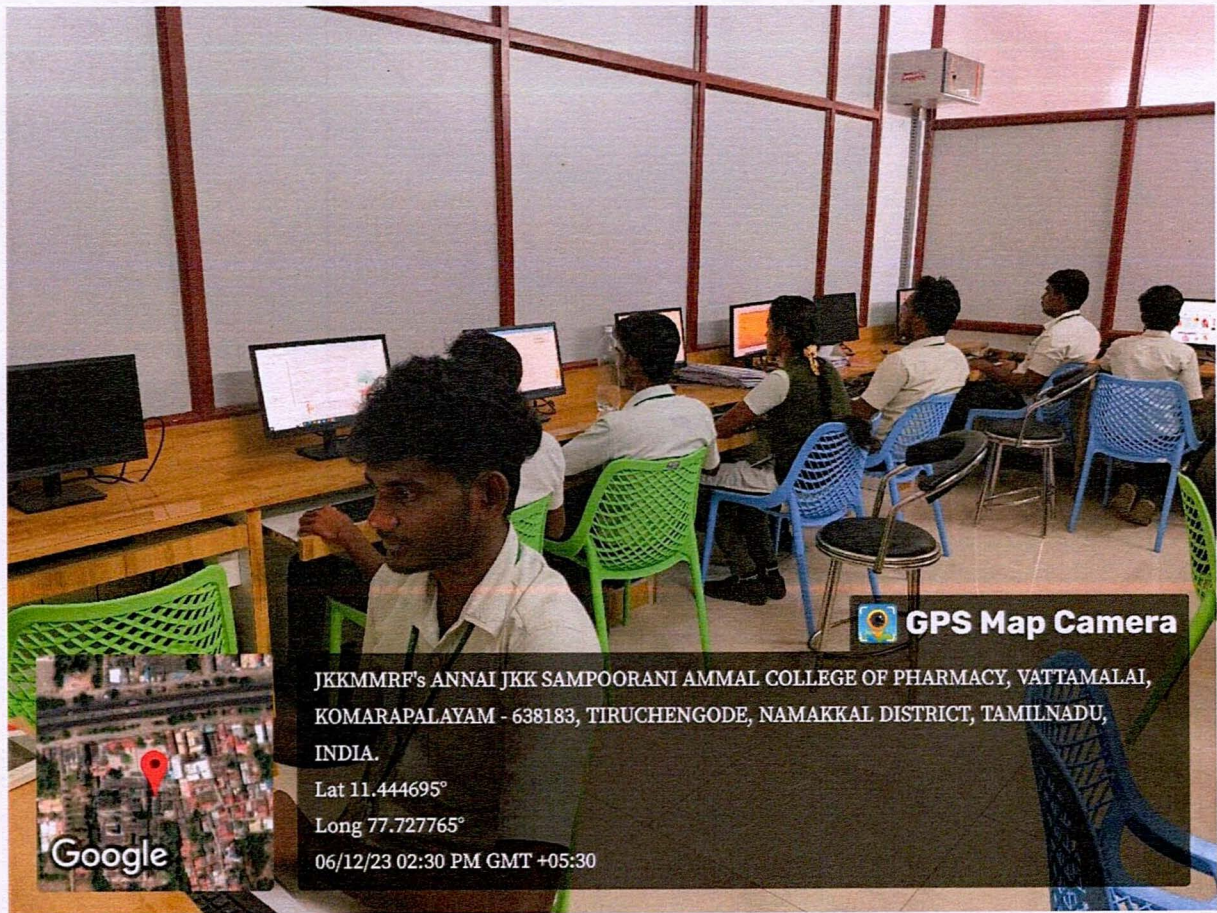 GPS Map Camera
JKKMMRF's ANNAI JKK SAMPOORANI AMMAL COLLEGE OF PHARMACY, VATTAMALAI,
KOMARAPALAYAM - 638183, TIRUCHENGODE, NAMAKKAL DISTRICT, TAMILNADU,
INDIA.
Lat 11.444695°
Long 77.727765°
06/12/23 02:30 PM GMT +05:30
Google